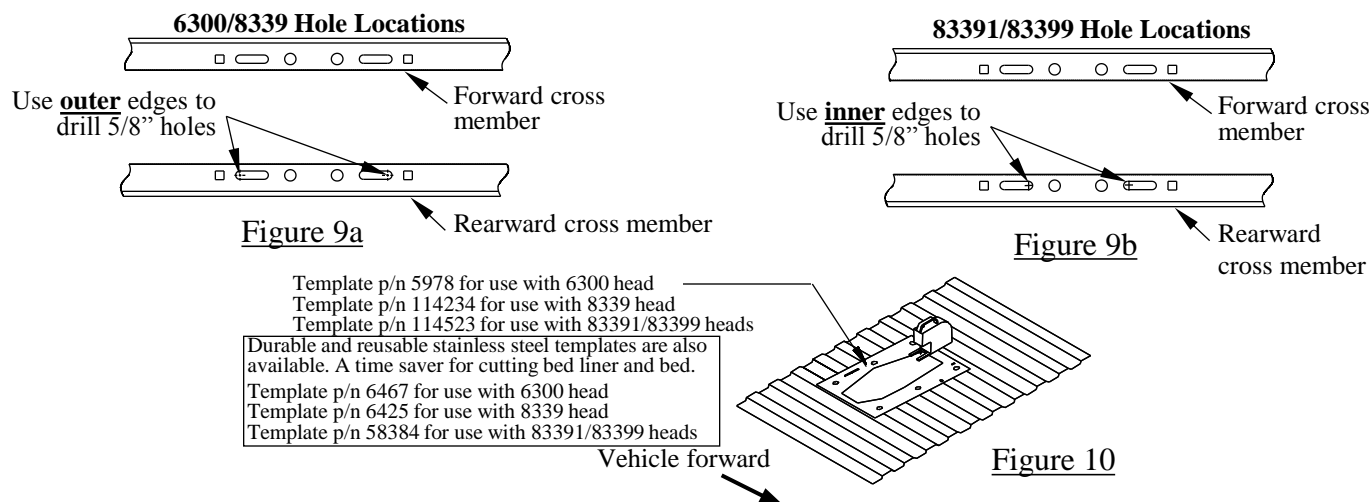 6300/8339 Hole Locations
Use outer edges to
drill 5/8” holes
Forward cross
member
Rearward cross member
Figure 9a
83391/83399 Hole Locations
Use inner edges to
drill 5/8” holes
Forward cross
member
Rearward
cross member
Figure 9b
Template p/n 5978 for use with 6300 head
Template p/n 114234 for use with 8339 head
Template p/n 114523 for use with 83391/83399 heads
Durable and reusable stainless steel templates are also
available. A time saver for cutting bed liner and bed.
Template p/n 6467 for use with 6300 head
Template p/n 6425 for use with 8339 head
Template p/n 58384 for use with 83391/83399 heads
Vehicle forward
Figure 10